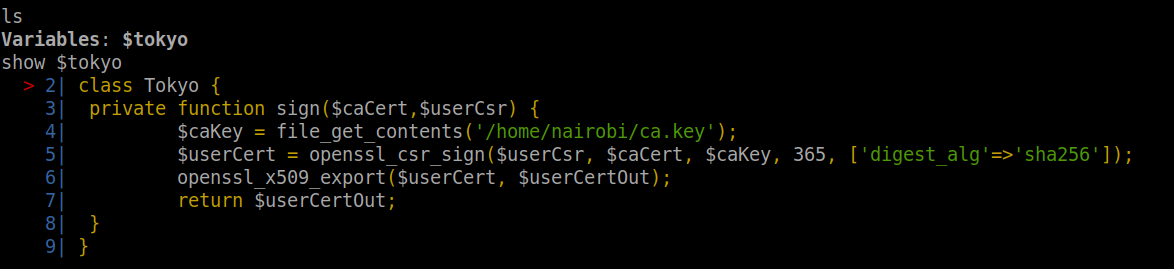 ls
Variables: $tokyo
show $tokyo
  > 2| class Tokyo {
    3|  private function sign($caCert,$userCsr) {
    4|          $caKey = file_get_contents('/home/nairobi/ca.key');
    5|          $userCert = openssl_csr_sign($userCsr, $caCert, $caKey, 365, ['digest_alg'=>'sha256']);
    6|          openssl_x509_export($userCert, $userCertOut);
    7|          return $userCertOut;
    8|  }
    9| }